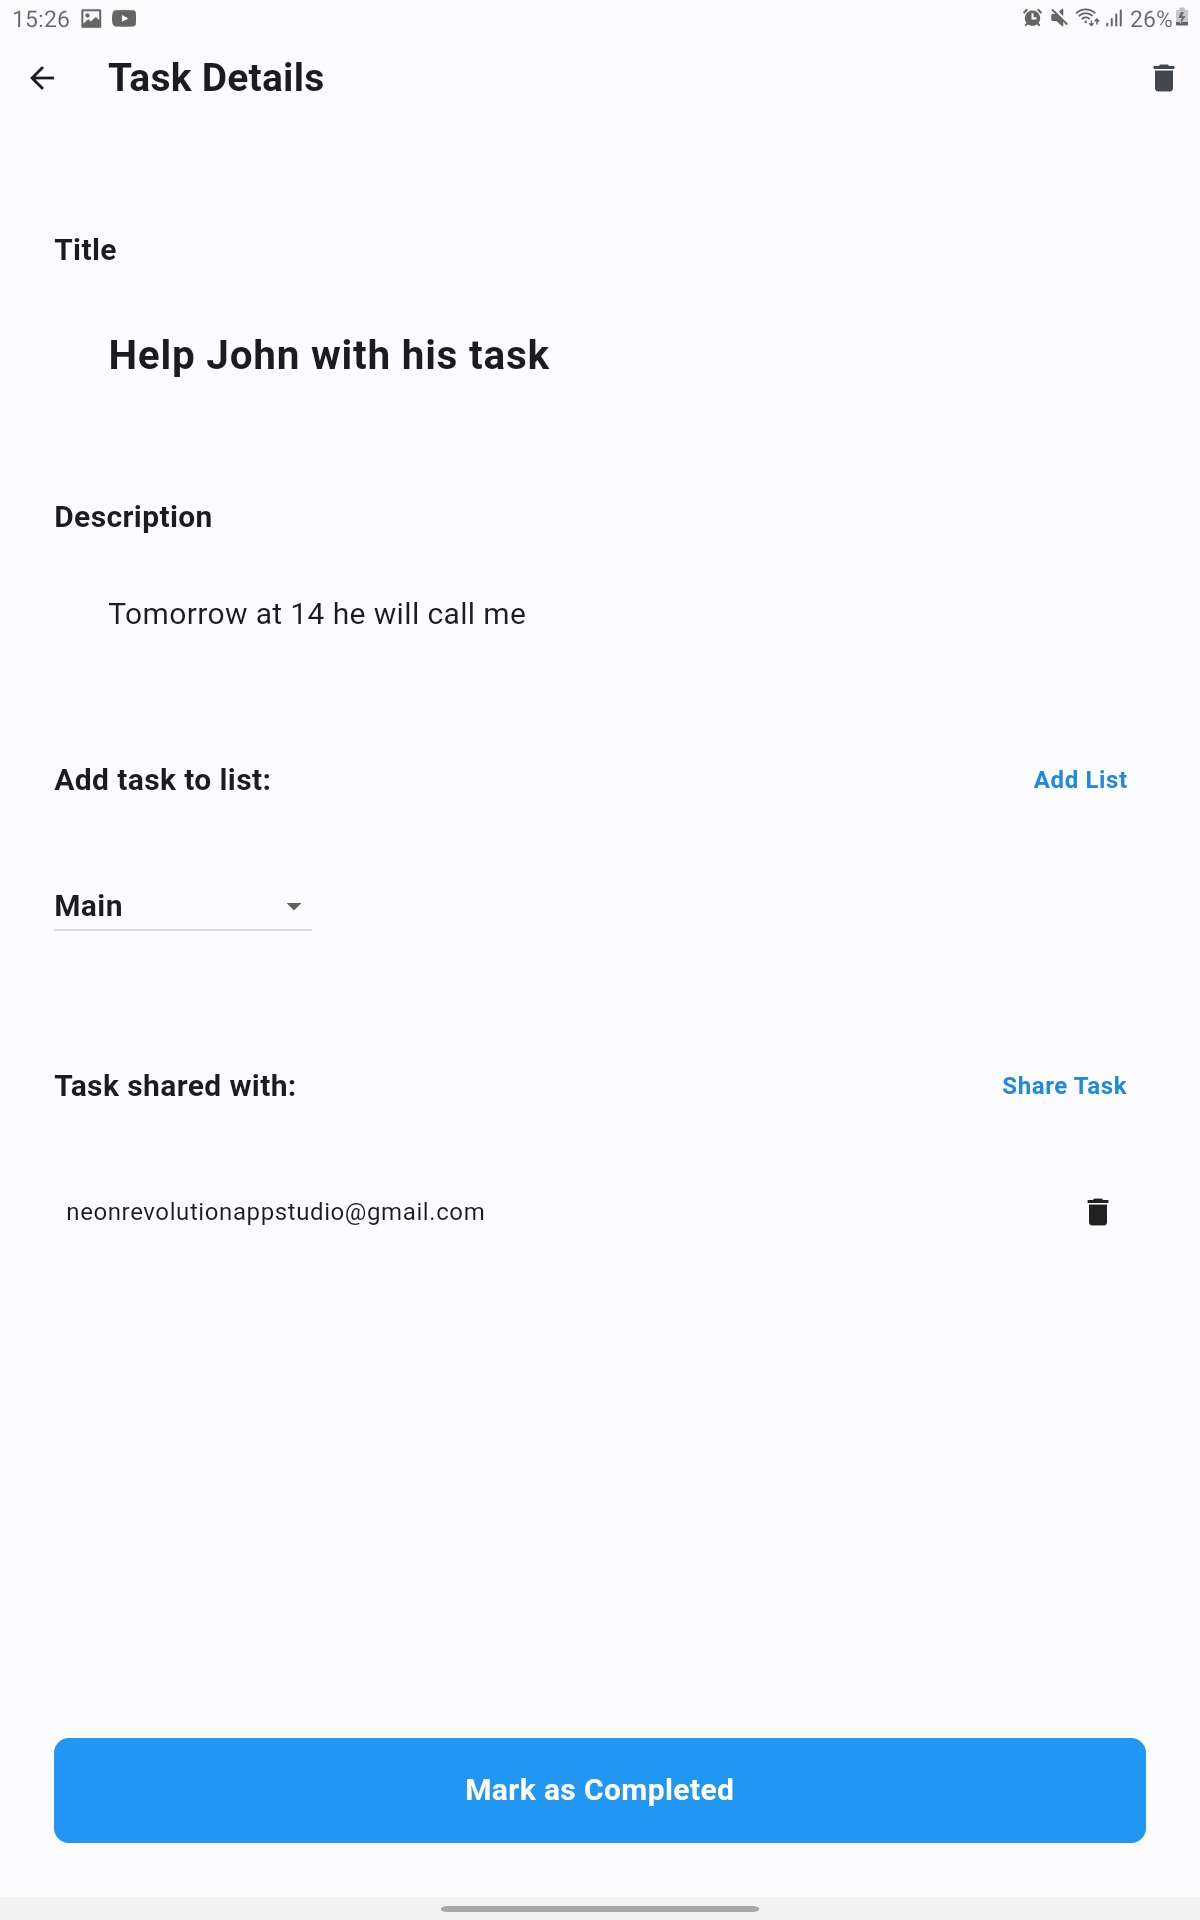 15:26 26%
Task Details
Title
Help John with his task
Description
Tomorrow at 14 he will call me
Add task to list: Add List
Main
Task shared with: Share Task
neonrevolutionappstudio@gmail.com
Mark as Completed